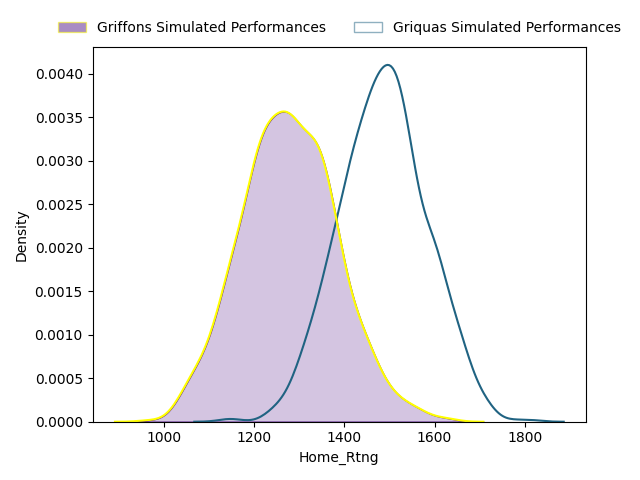 Griffons Simulated Performances Griquas Simulated Performances
0.0040
0.0035
0.0030
0.0025
0.0020
0.0015
0.0010
0.0005
0.0000
Density
1000 1200 1400 1600 1800
Home_Rtng